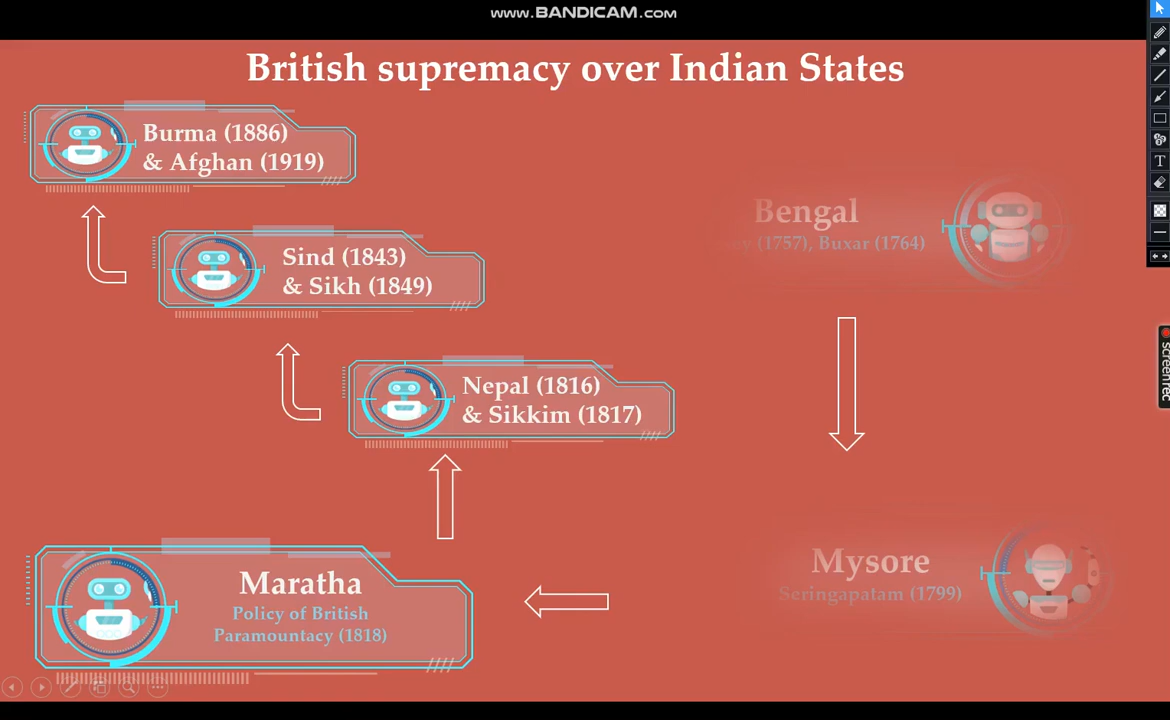 www.BANDICAM.com
British supremacy over Indian States
Burma (1886)
& Afghan (1919)
Bengal
(1757), Buxar (1764)
Sind (1843)
& Sikh (1849)
Nepal (1816)
& Sikkim (1817)
Mysore
Seringapatam (1799)
Maratha
Policy of British
Paramountacy (1818)
T
screenrec